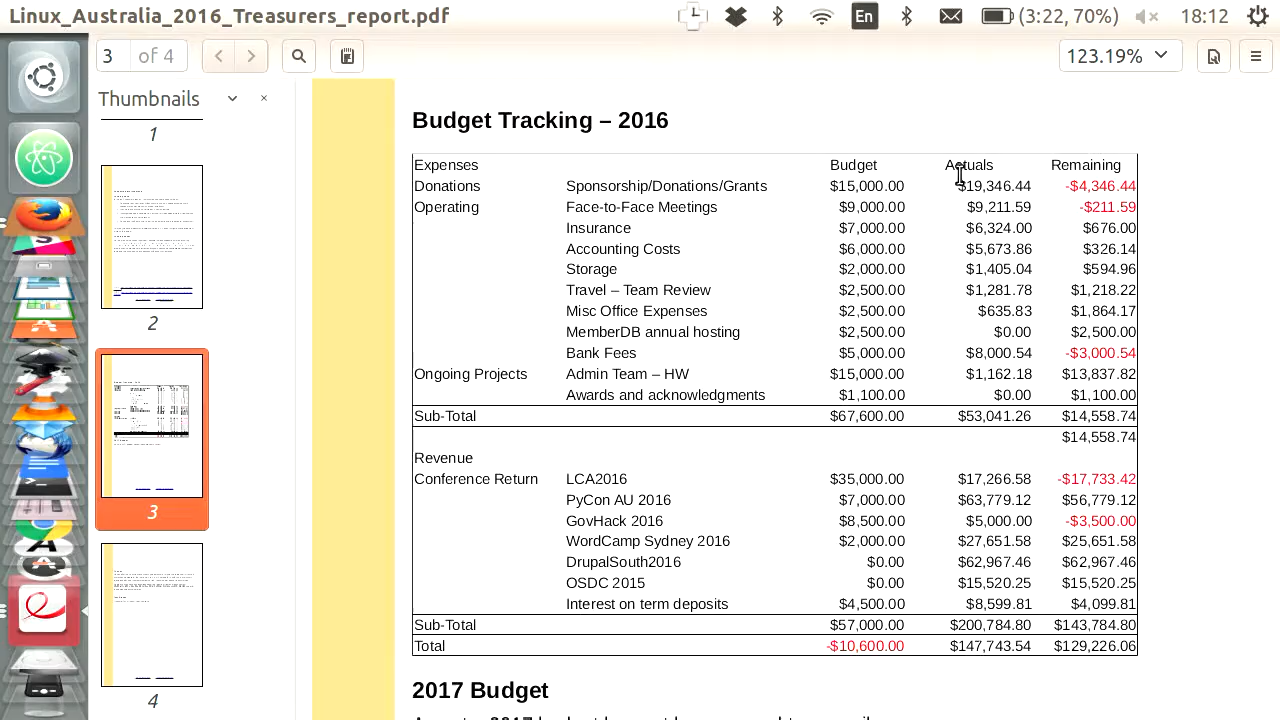 Linux_Australia_2016_Treasurers_report.pdf En (3:22, 70%) 18:12
3 of 4 123.19%
Thumbnails
1
2
3
4
Budget Tracking – 2016
Expenses Budget Actuals Remaining
Donations Sponsorship/Donations/Grants $15,000.00 $19,346.44 -$4,346.44
Operating Face-to-Face Meetings $9,000.00 $9,211.59 -$211.59
Insurance $7,000.00 $6,324.00 $676.00
Accounting Costs $6,000.00 $5,673.86 $326.14
Storage $2,000.00 $1,405.04 $594.96
Travel – Team Review $2,500.00 $1,281.78 $1,218.22
Misc Office Expenses $2,500.00 $635.83 $1,864.17
MemberDB annual hosting $2,500.00 $0.00 $2,500.00
Bank Fees $5,000.00 $8,000.54 -$3,000.54
Ongoing Projects Admin Team – HW $15,000.00 $1,162.18 $13,837.82
Awards and acknowledgments $1,100.00 $0.00 $1,100.00
Sub-Total $67,600.00 $53,041.26 $14,558.74
$14,558.74
Revenue
Conference Return LCA2016 $35,000.00 $17,266.58 -$17,733.42
PyCon AU 2016 $7,000.00 $63,779.12 $56,779.12
GovHack 2016 $8,500.00 $5,000.00 -$3,500.00
WordCamp Sydney 2016 $2,000.00 $27,651.58 $25,651.58
DrupalSouth2016 $0.00 $62,967.46 $62,967.46
OSDC 2015 $0.00 $15,520.25 $15,520.25
Interest on term deposits $4,500.00 $8,599.81 $4,099.81
Sub-Total $57,000.00 $200,784.80 $143,784.80
Total -$10,600.00 $147,743.54 $129,226.06
2017 Budget